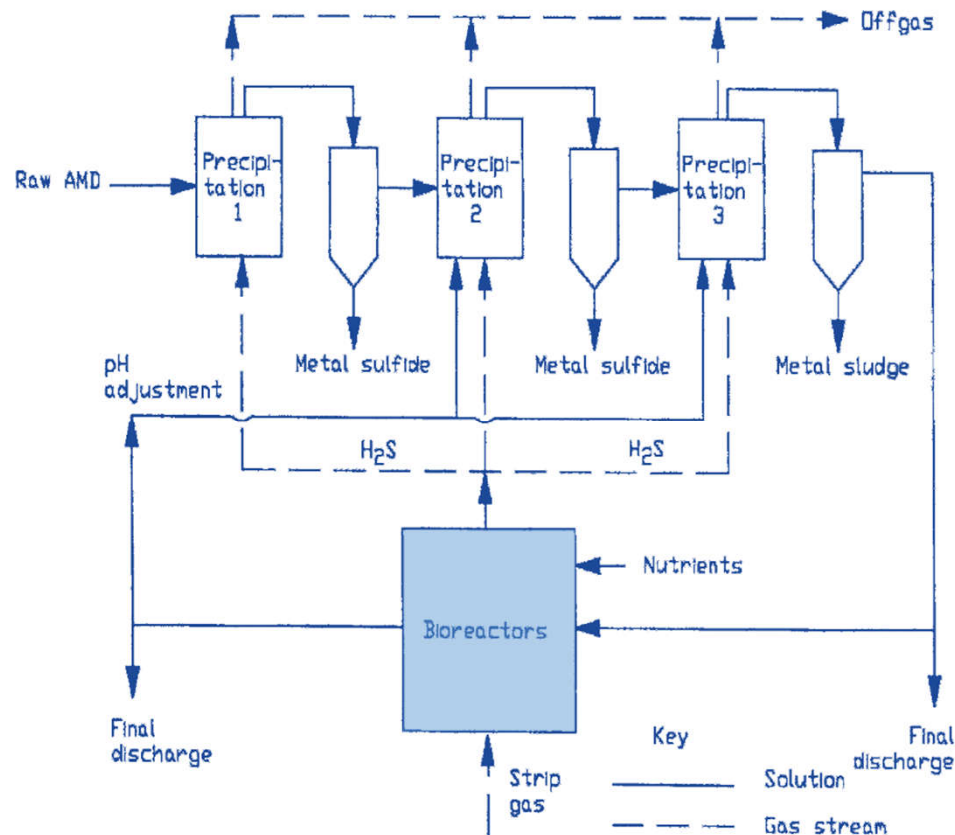 Offgas
Raw AMD
Precipi-
tation
1
Precipi-
tation
2
Precipi-
tation
3
Metal sulfide
Metal sulfide
Metal sludge
pH
adjustment
H2S
H2S
Nutrients
Bioreactors
Final
discharge
Final
discharge
Strip
gas
Key
Solution
Gas stream